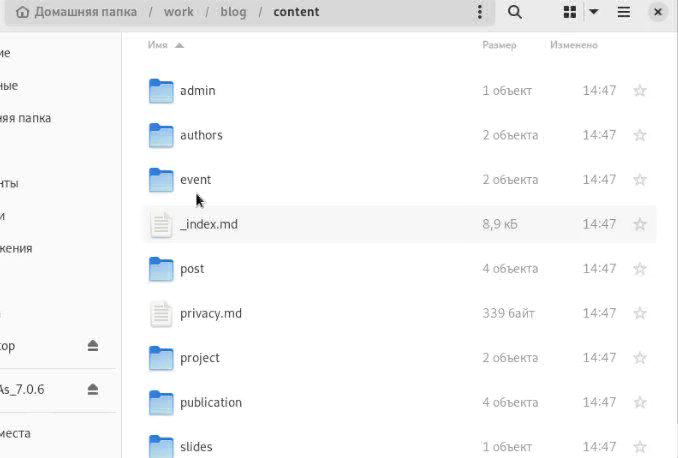 Домашняя папка / work / blog / content
Имя Размер Изменено
admin 1 объект 14:47
authors 2 объекта 14:47
event 2 объекта 14:47
_index.md 8,9 кБ 14:47
post 4 объекта 14:47
privacy.md 339 байт 14:47
project 2 объекта 14:47
publication 4 объекта 14:47
slides 1 объект 14:47
ие
ные
няя папка
нты
и
жения
ор
As_7.0.6
места